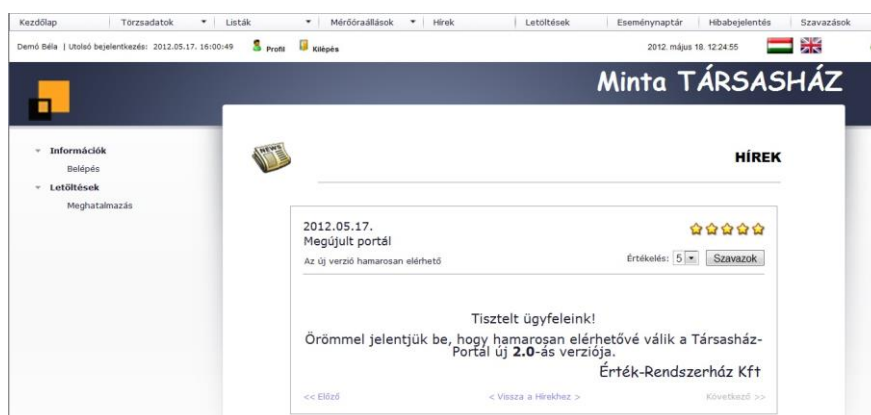 Kezdőlap Törzsadatok Listák Mérőóraállások Hírek Letöltések Eseménynaptár Hibabejelentés Szavazások
Demó Béla | Utolsó bejelentkezés: 2012.05.17. 16:00:49 Profil Kilépés 2012. május 18. 12:24:55
Minta TÁRSASHÁZ
Információk
Belépés
Letöltések
Meghatalmazás
NEWS
HÍREK
2012.05.17.
Megújult portál
Az új verzió hamarosan elérhető
Értékelés: 5 Szavazok
Tisztelt ügyfeleink!
Örömmel jelentjük be, hogy hamarosan elérhetővé válik a Társasház-
Portál új 2.0-ás verziója.
Érték-Rendszerház Kft
<< Előző < Vissza a Hírekhez > Következő >>